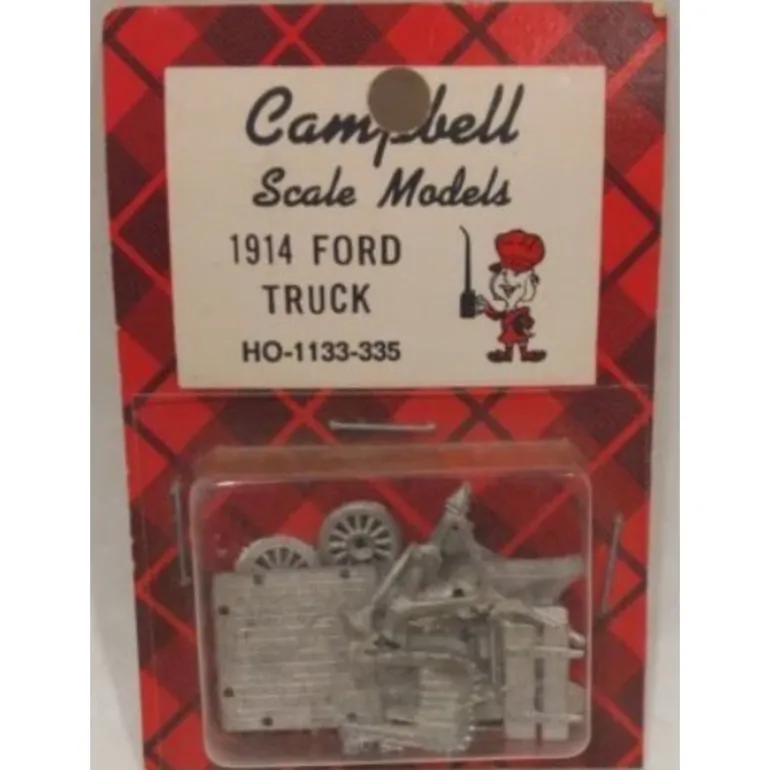 Campbell
Scale Models
1914 FORD
TRUCK
HO-1133-335